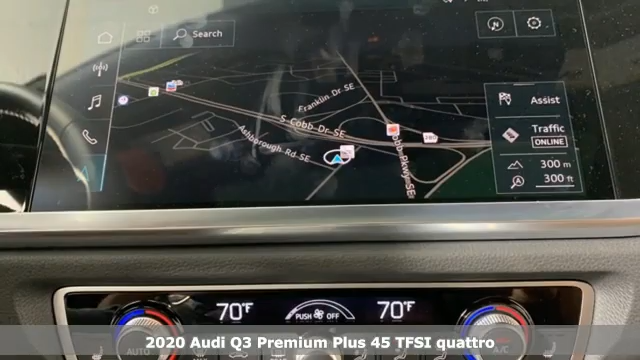 Search
Franklin Dr SE
Assist
S Cobb Dr SE
Traffic
Ashborough Rd SE
ONLINE
300 m
300 ft
70°F
PUSH OFF
70°F
AUTO
A/C
2020 Audi Q3 Premium Plus 45 TFSI quattro